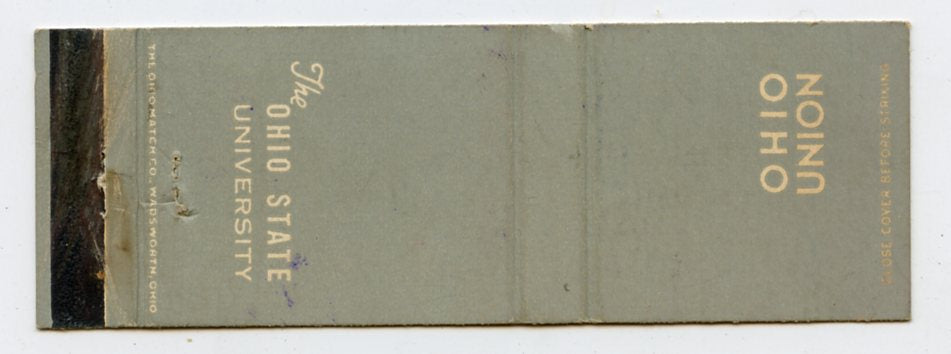 The
OHIO STATE
UNIVERSITY
THE OHIO MATCH CO., WADSWORTH, OHIO
OHIO
UNION
CLOSE COVER BEFORE STRIKING